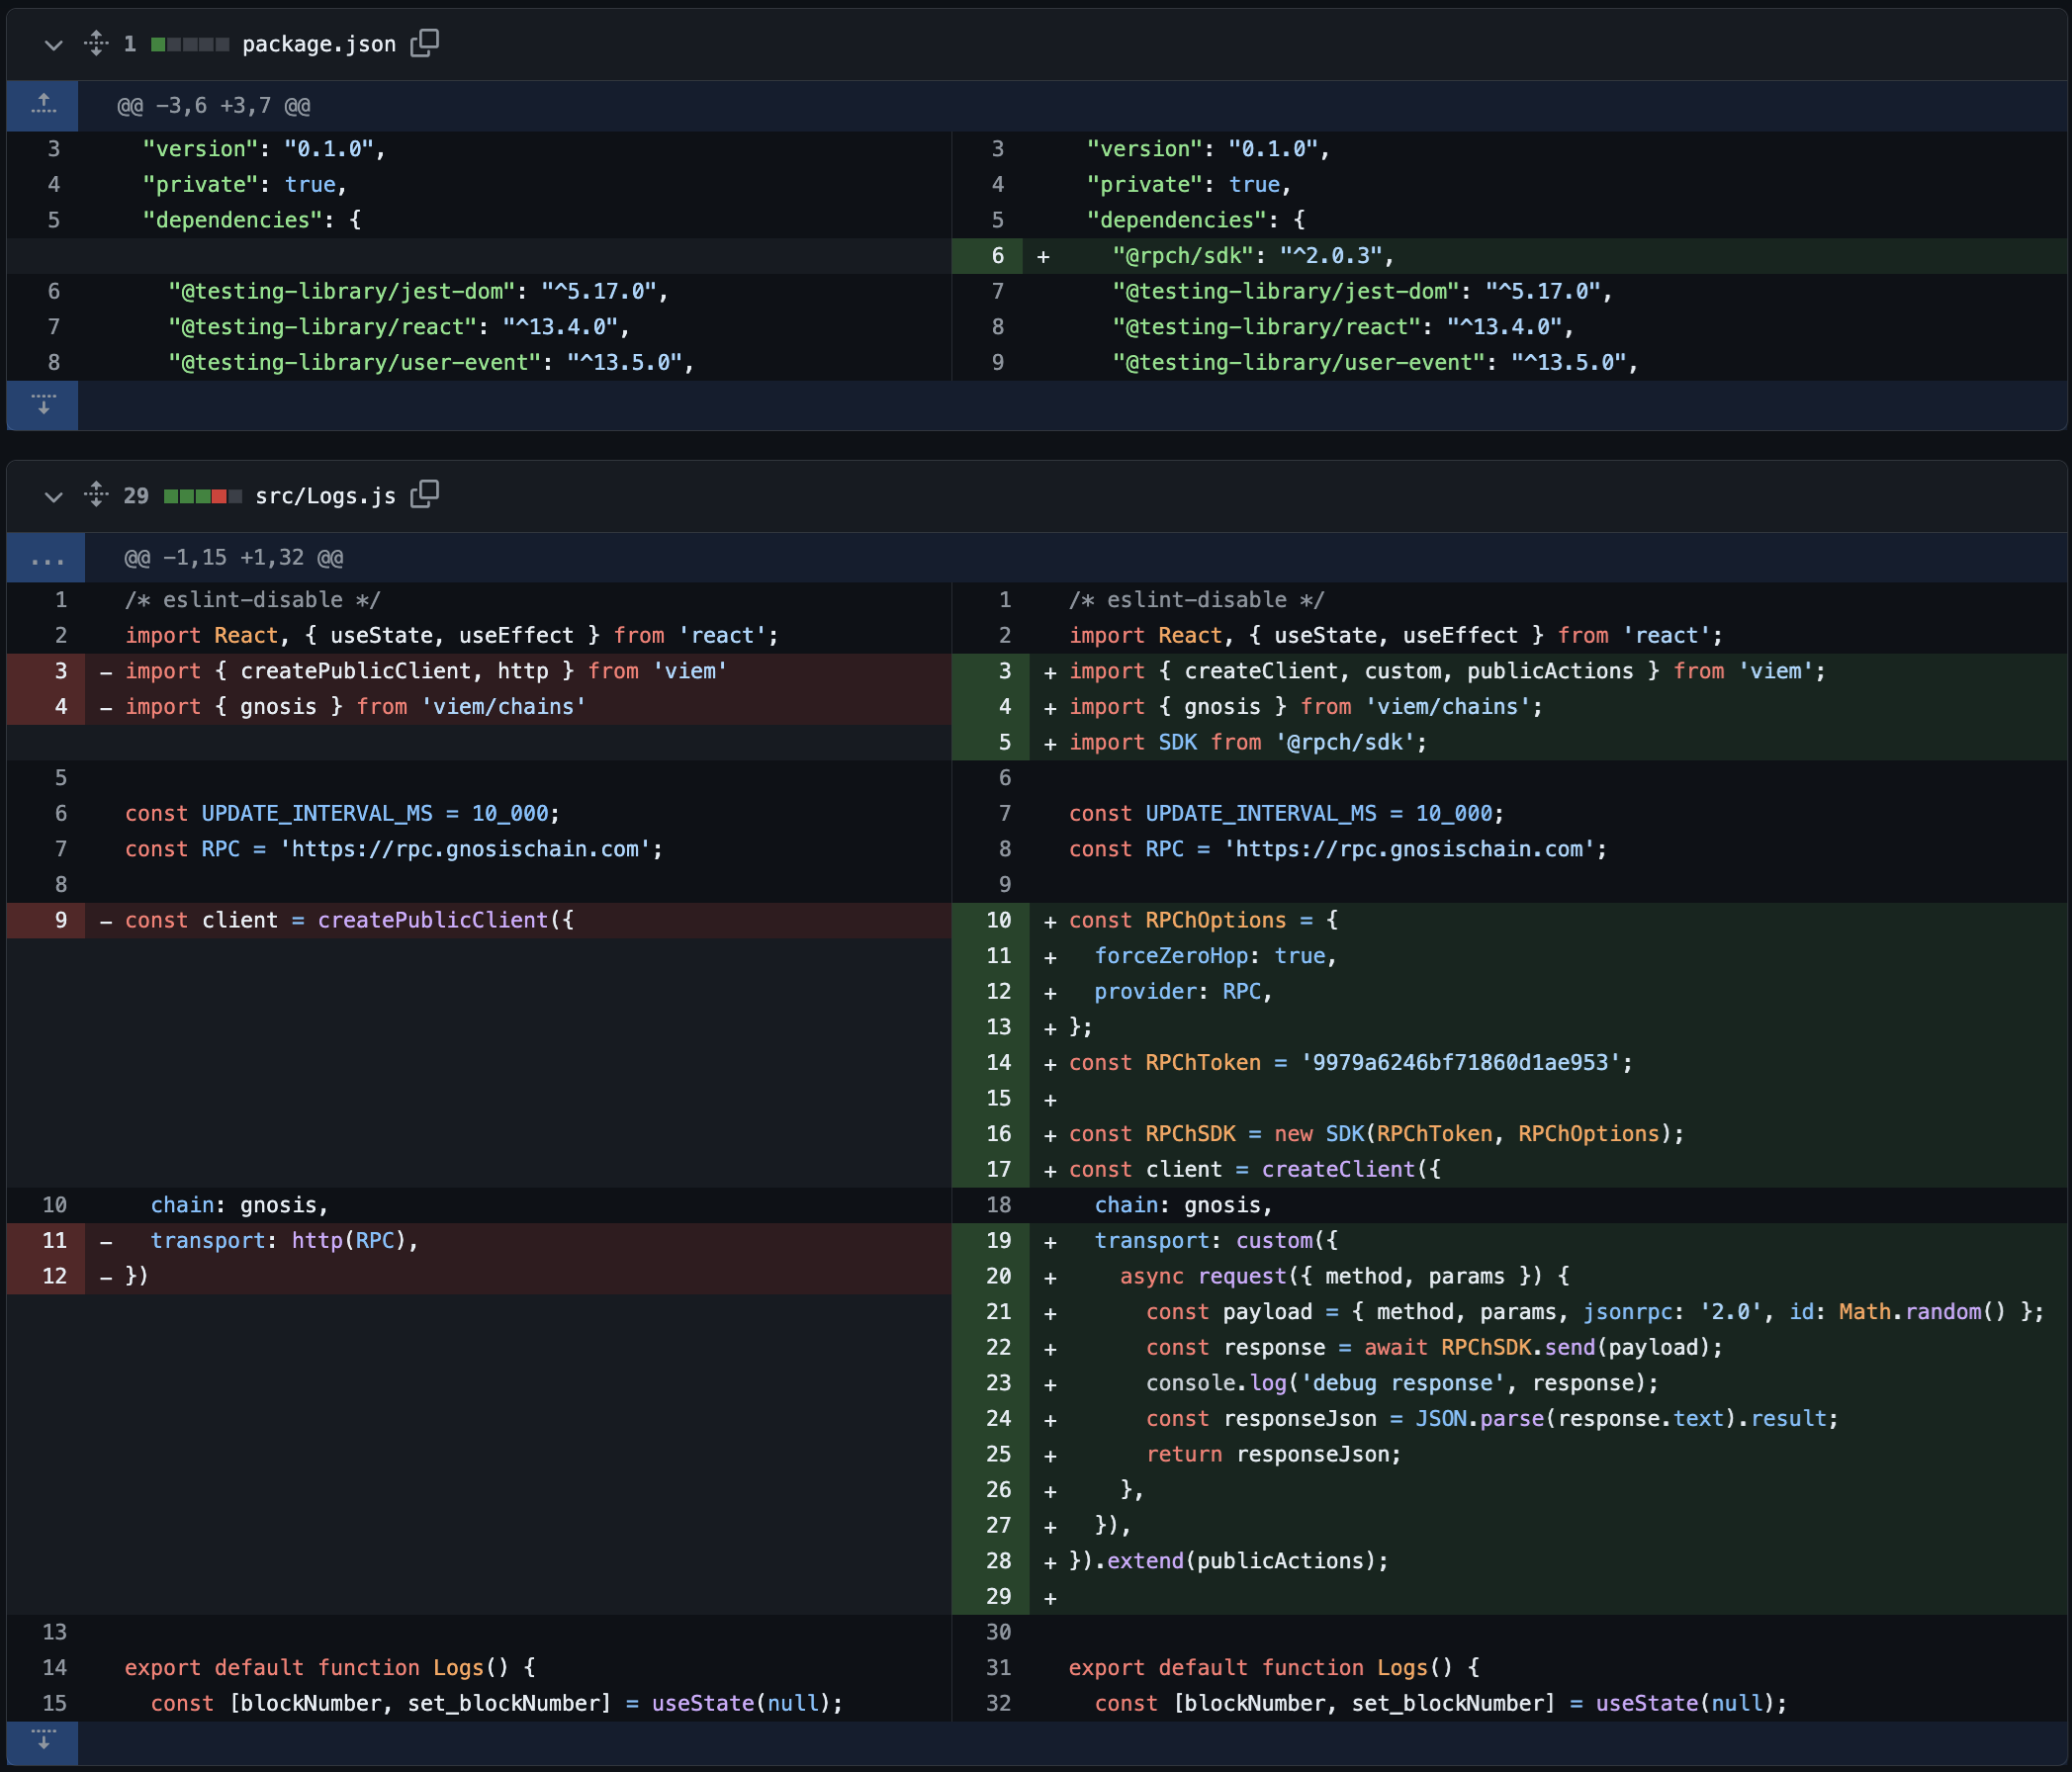 1 package.json
@@ -3,6 +3,7 @@
3 "version": "0.1.0",
4 "private": true,
5 "dependencies": {
6 "@testing-library/jest-dom": "^5.17.0",
7 "@testing-library/react": "^13.4.0",
8 "@testing-library/user-event": "^13.5.0",
3 "version": "0.1.0",
4 "private": true,
5 "dependencies": {
6 + "@rpch/sdk": "^2.0.3",
7 "@testing-library/jest-dom": "^5.17.0",
8 "@testing-library/react": "^13.4.0",
9 "@testing-library/user-event": "^13.5.0",
29 src/Logs.js
... @@ -1,15 +1,32 @@
1 /* eslint-disable */
2 import React, { useState, useEffect } from 'react';
3 - import { createPublicClient, http } from 'viem'
4 - import { gnosis } from 'viem/chains'
5
6 const UPDATE_INTERVAL_MS = 10_000;
7 const RPC = 'https://rpc.gnosischain.com';
8
9 - const client = createPublicClient({
10 chain: gnosis,
11 - transport: http(RPC),
12 - })
13
14 export default function Logs() {
15 const [blockNumber, set_blockNumber] = useState(null);
1 /* eslint-disable */
2 import React, { useState, useEffect } from 'react';
3 + import { createClient, custom, publicActions } from 'viem';
4 + import { gnosis } from 'viem/chains';
5 + import SDK from '@rpch/sdk';
6
7 const UPDATE_INTERVAL_MS = 10_000;
8 const RPC = 'https://rpc.gnosischain.com';
9
10 + const RPChOptions = {
11 + forceZeroHop: true,
12 + provider: RPC,
13 + };
14 + const RPChToken = '9979a6246bf71860d1ae953';
15 +
16 + const RPChSDK = new SDK(RPChToken, RPChOptions);
17 + const client = createClient({
18 chain: gnosis,
19 + transport: custom({
20 + async request({ method, params }) {
21 + const payload = { method, params, jsonrpc: '2.0', id: Math.random() };
22 + const response = await RPChSDK.send(payload);
23 + console.log('debug response', response);
24 + const responseJson = JSON.parse(response.text).result;
25 + return responseJson;
26 + },
27 + }),
28 + }).extend(publicActions);
29 +
30
31 export default function Logs() {
32 const [blockNumber, set_blockNumber] = useState(null);